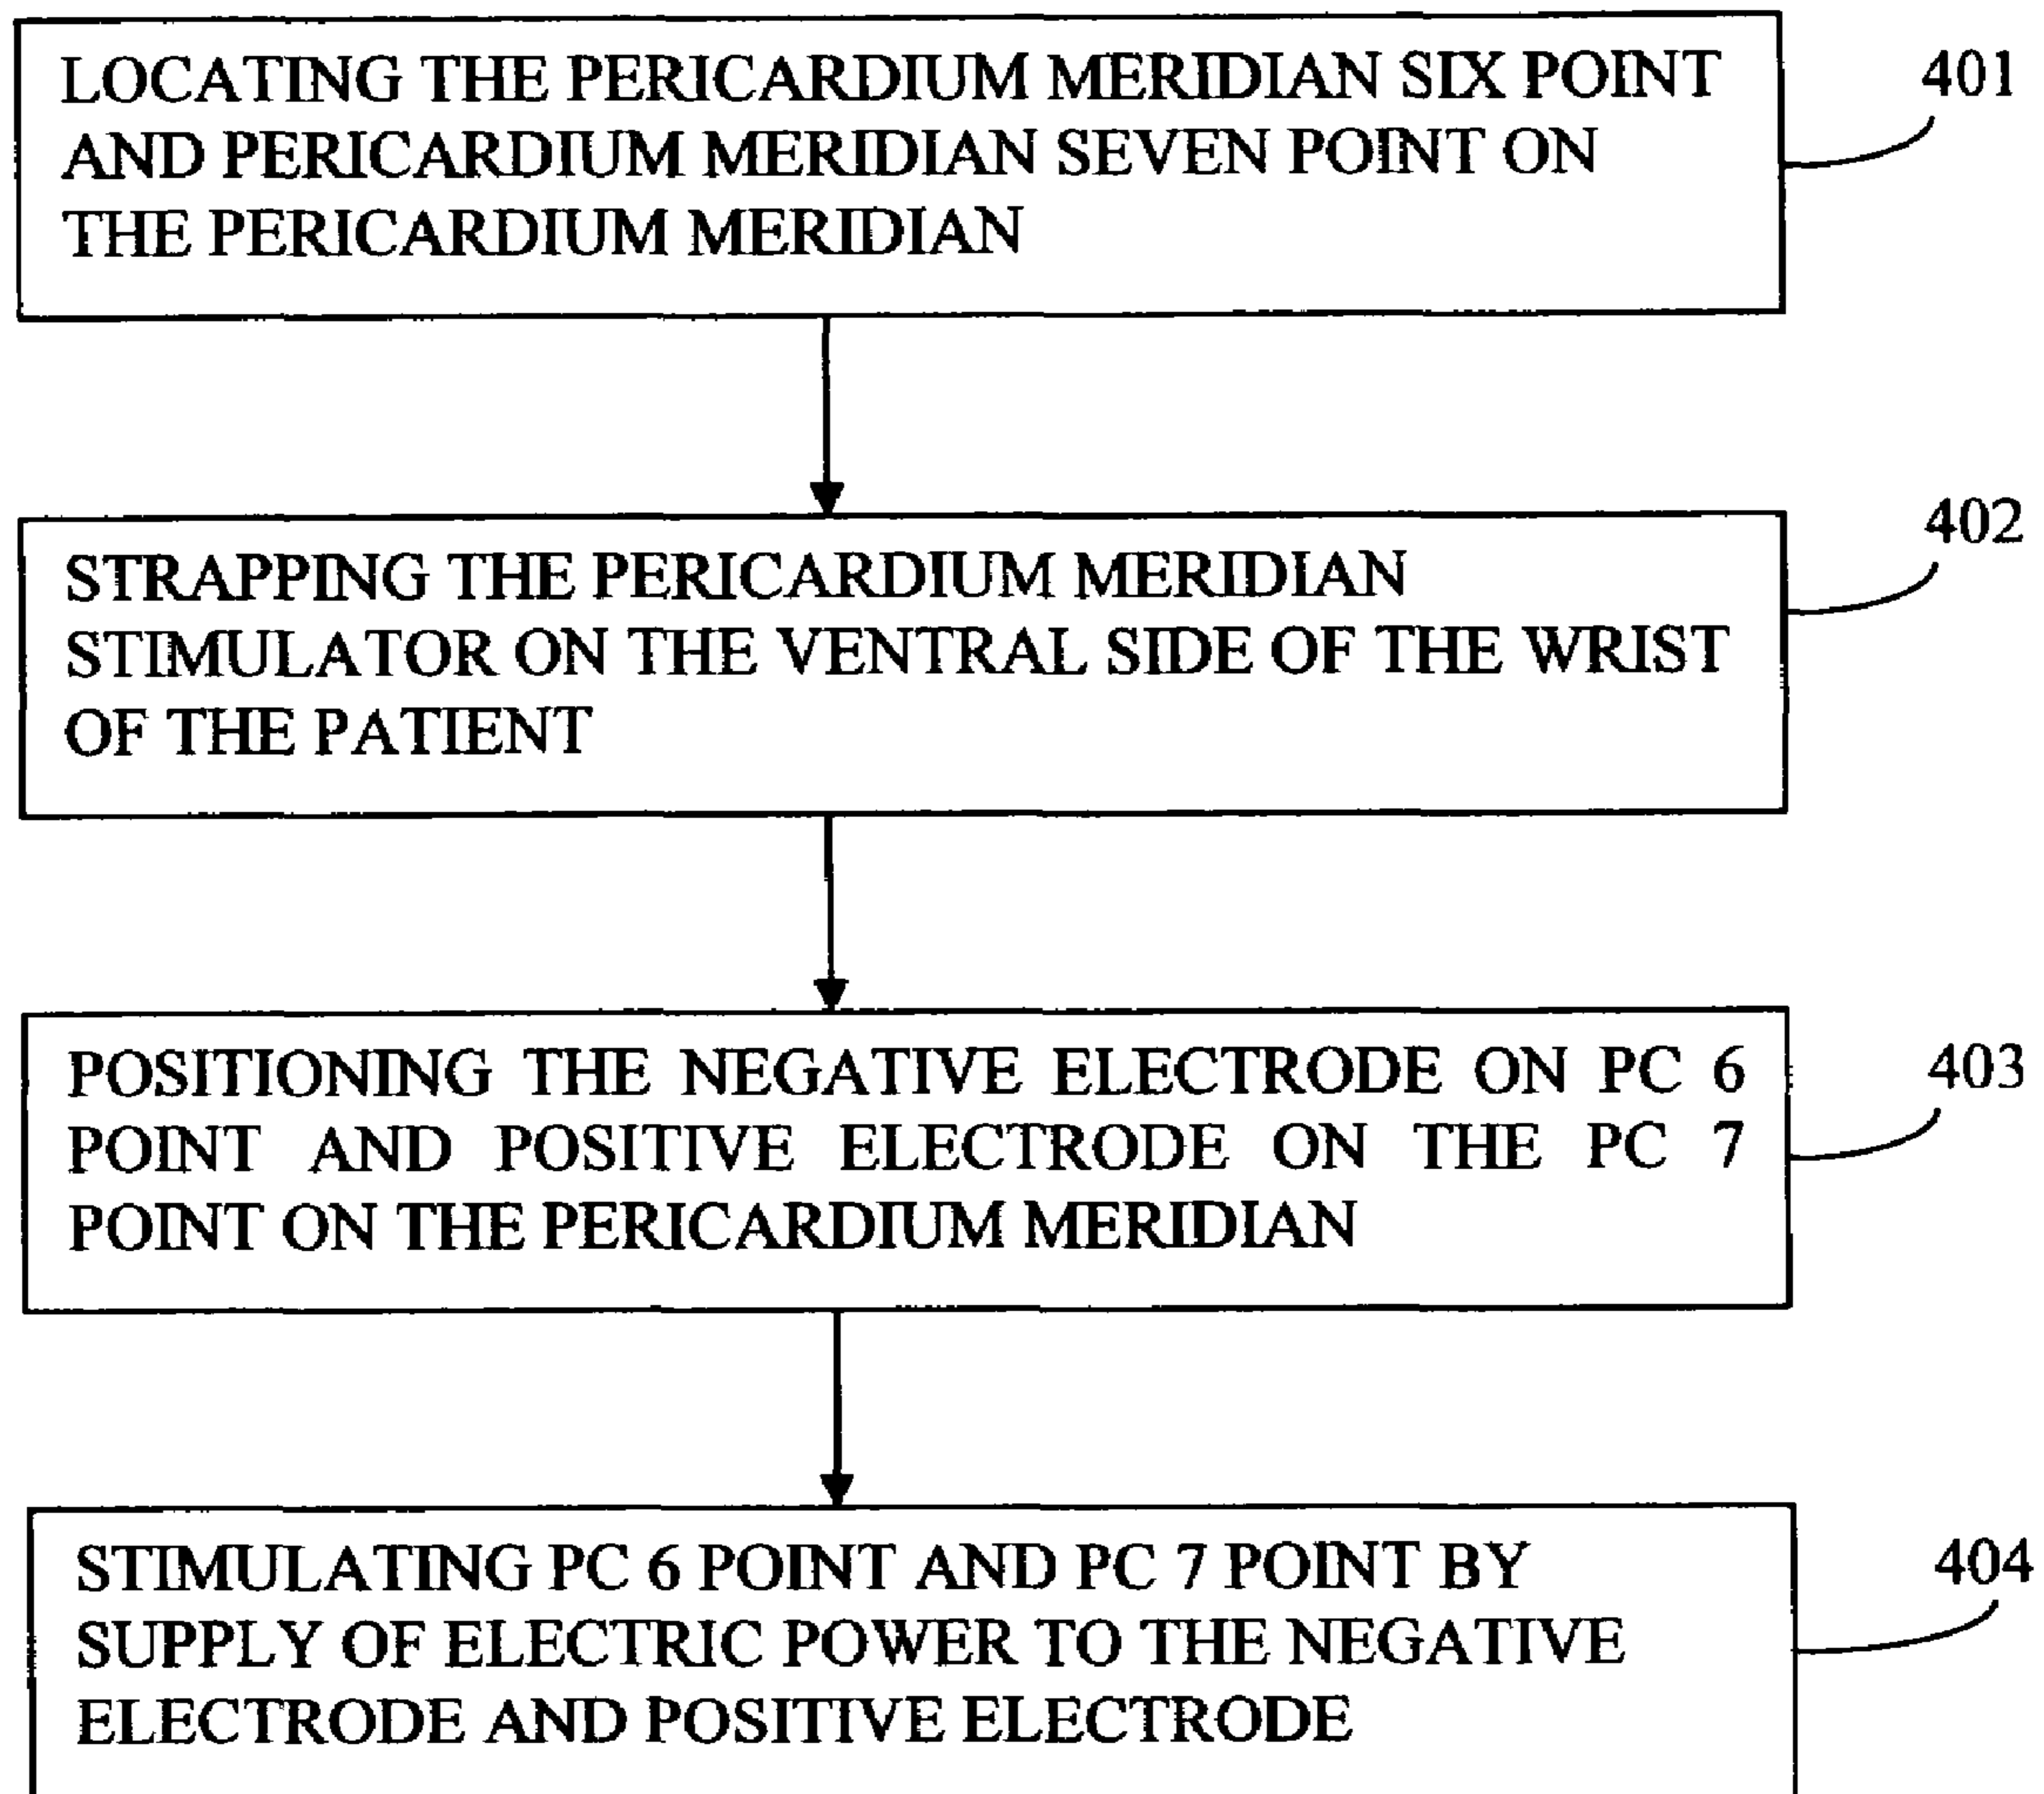 LOCATING THE PERICARDIUM MERIDIAN SIX POINT
AND PERICARDIUM MERIDIAN SEVEN POINT ON
THE PERICARDIUM MERIDIAN
401
STRAPPING THE PERICARDIUM MERIDIAN
STIMULATOR ON THE VENTRAL SIDE OF THE WRIST
OF THE PATIENT
402
POSITIONING THE NEGATIVE ELECTRODE ON PC 6
POINT AND POSITIVE ELECTRODE ON THE PC 7
POINT ON THE PERICARDIUM MERIDIAN
403
STIMULATING PC 6 POINT AND PC 7 POINT BY
SUPPLY OF ELECTRIC POWER TO THE NEGATIVE
ELECTRODE AND POSITIVE ELECTRODE
404